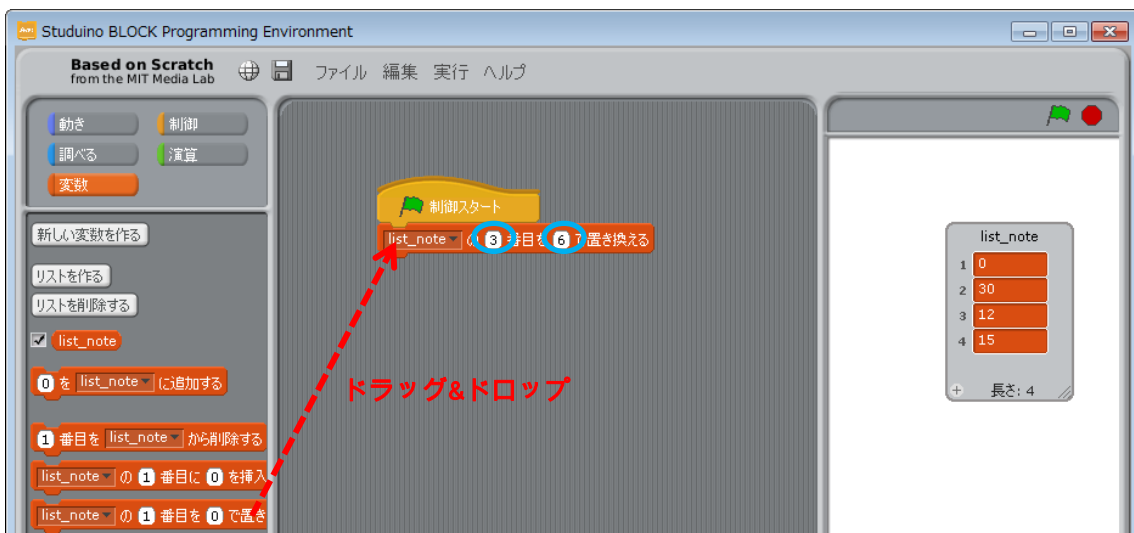 Studuino BLOCK Programming Environment
Based on Scratch
from the MIT Media Lab
ファイル 編集 実行 ヘルプ
動き 制御
調べる 演算
変数
新しい変数を作る
リストを作る
リストを削除する
list_note
0 を list_note に追加する
1 番目を list_note から削除する
list_note の 1 番目に 0 を挿入
list_note の 1 番目を 0 で置き
制御スタート
list_note の 3 番目を 6 で置き換える
ドラッグ&ドロップ
list_note
1 0
2 30
3 12
4 15
+ 長さ: 4